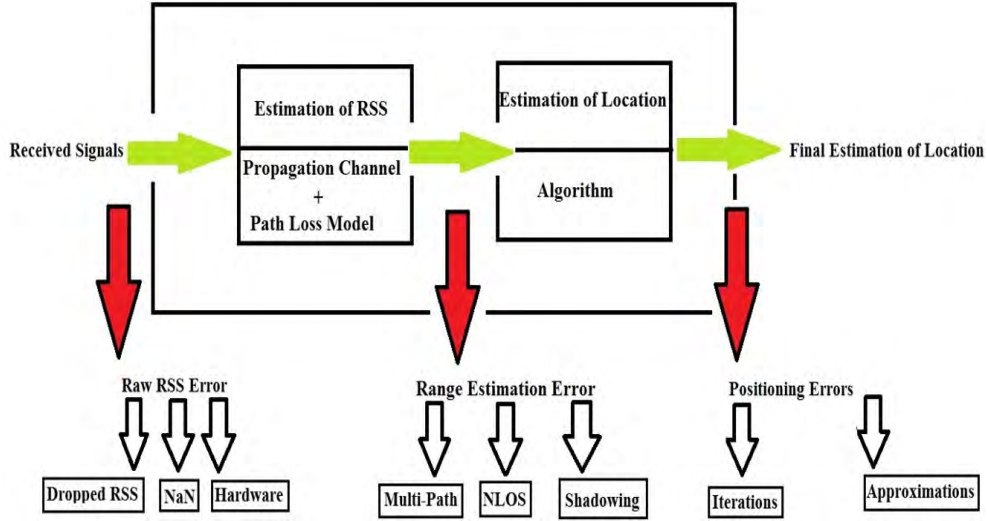 Estimation of RSS
Propagation Channel
+
Path Loss Model
Estimation of Location
Algorithm
Received Signals
Final Estimation of Location
Raw RSS Error
Range Estimation Error
Positioning Errors
Dropped RSS
NaN
Hardware
Multi-Path
NLOS
Shadowing
Iterations
Approximations